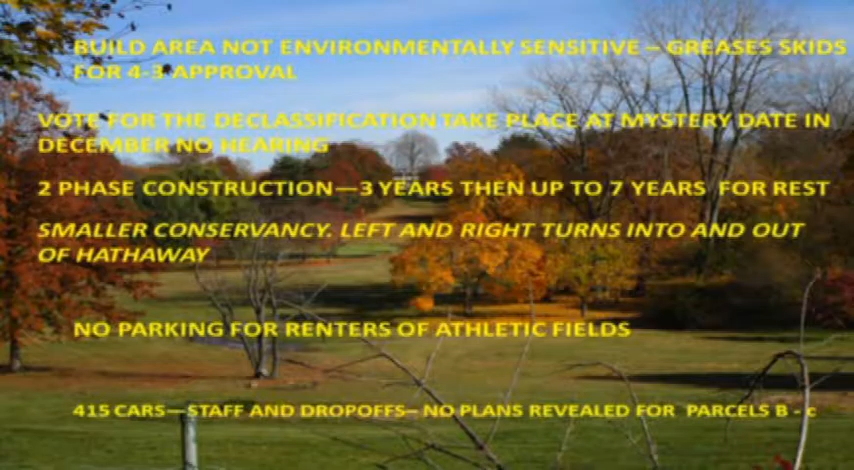 BUILD AREA NOT ENVIRONMENTALLY SENSITIVE – GREASES SKIDS
FOR 4-3 APPROVAL
VOTE FOR THE DECLASSIFICATION TAKE PLACE AT MYSTERY DATE IN
DECEMBER NO HEARING
2 PHASE CONSTRUCTION—3 YEARS THEN UP TO 7 YEARS FOR REST
SMALLER CONSERVANCY. LEFT AND RIGHT TURNS INTO AND OUT
OF HATHAWAY
NO PARKING FOR RENTERS OF ATHLETIC FIELDS
415 CARS—STAFF AND DROPOFFS– NO PLANS REVEALED FOR PARCELS B - c